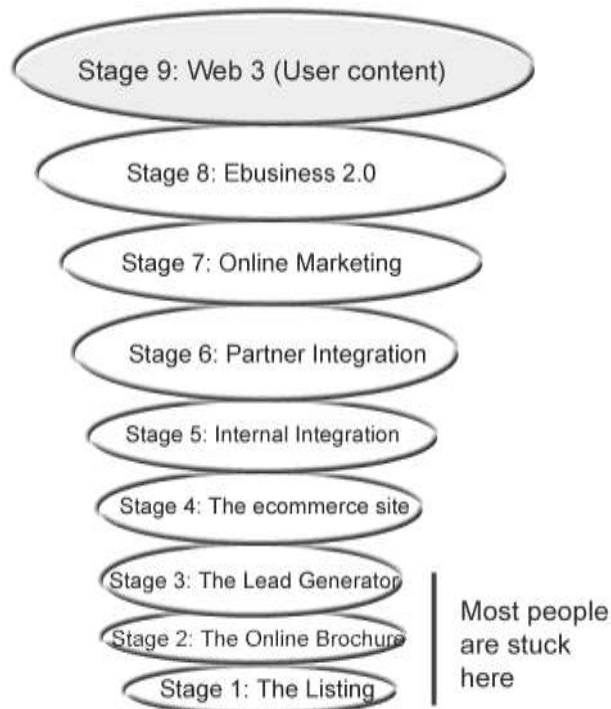 Stage 9: Web 3 (User content)
Stage 8: Ebusiness 2.0
Stage 7: Online Marketing
Stage 6: Partner Integration
Stage 5: Internal Integration
Stage 4: The ecommerce site
Stage 3: The Lead Generator
Stage 2: The Online Brochure
Stage 1: The Listing
Most people
are stuck
here